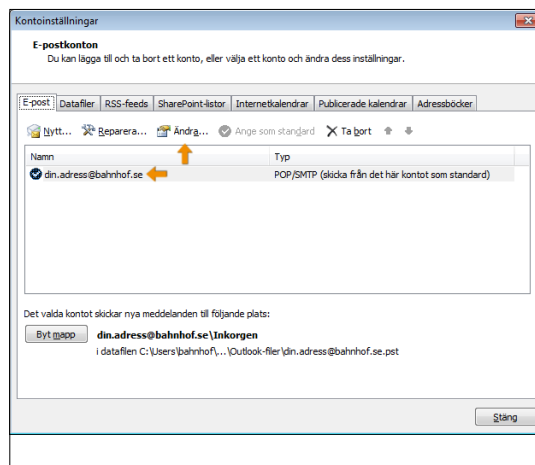 Kontoinställningar
E-postkonton
Du kan lägga till och ta bort ett konto, eller välja ett konto och ändra dess inställningar.
E-post Datafiler RSS-feeds SharePoint-listor Internetkalendrar Publicerade kalendrar Adressböcker
Nytt... Reparera... Ändra... Ange som standard Ta bort
Namn Typ
din.adress@bahnhof.se POP/SMTP (skicka från det här kontot som standard)
Det valda kontot skickar nya meddelanden till följande plats:
Byt mapp din.adress@bahnhof.se\Inkorgen
i datafilen C:\Users\bahnhof\...\Outlook-filer\din.adress@bahnhof.se.pst
Stäng